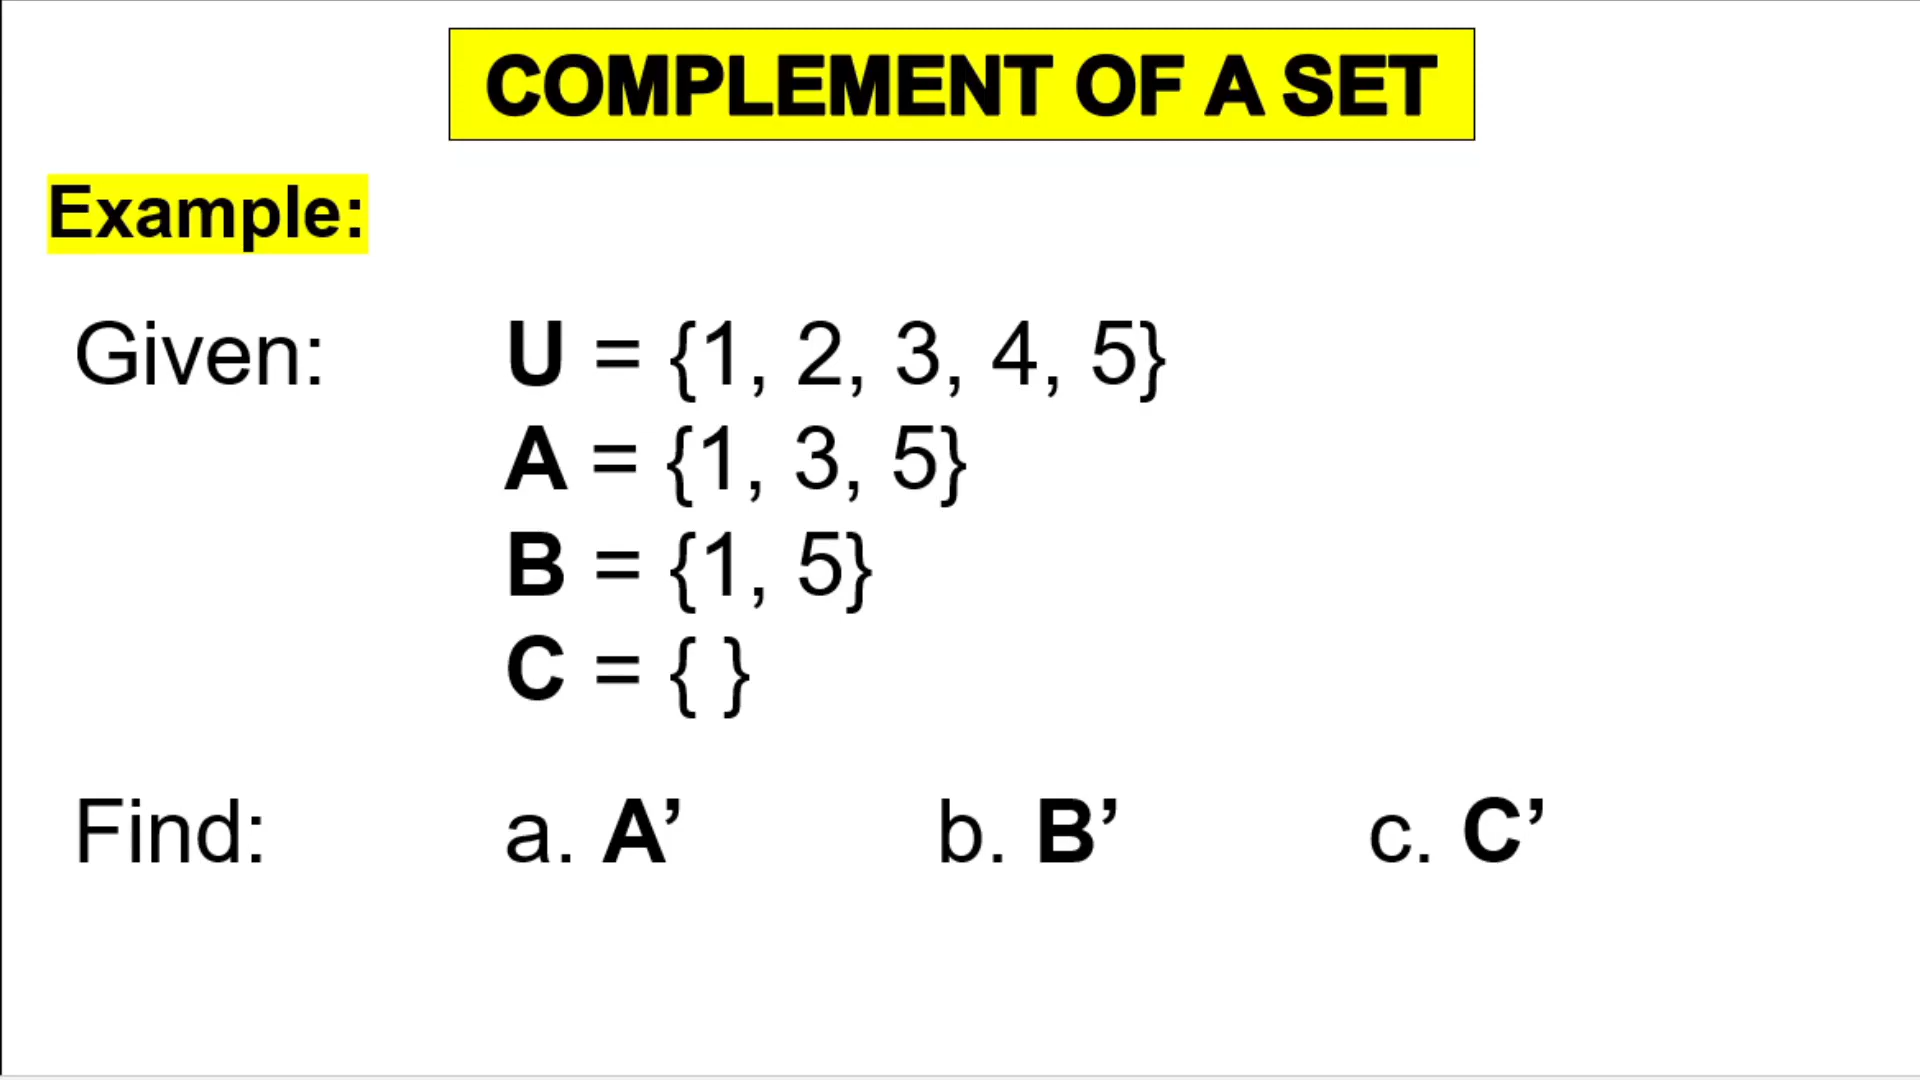 COMPLEMENT OF A SET
Example:
Given: U = {1, 2, 3, 4, 5}
A = {1, 3, 5}
B = {1, 5}
C = { }
Find: a. A’ b. B’ c. C’